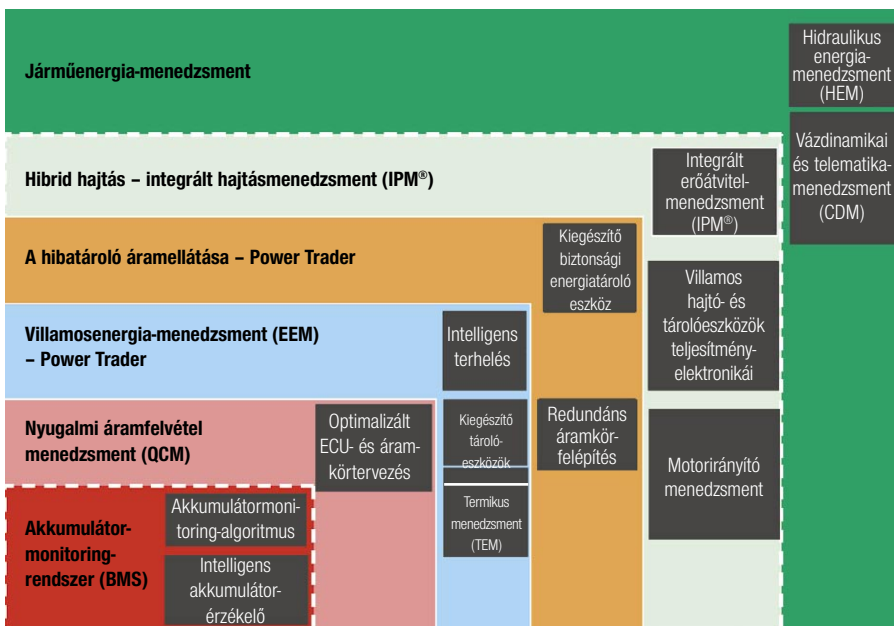 Járműenergia-menedzsment
Hidraulikus
energia-
menedzsment
(HEM)
Vázdinamikai
és telematika-
menedzsment
(CDM)
Hibrid hajtás – integrált hajtásmenedzsment (IPM®)
Integrált
erőátvitel-
menedzsment
(IPM®)
A hibatároló áramellátása – Power Trader
Kiegészítő
biztonsági
energiatároló
eszköz
Villamos
hajtó- és
tárolóeszközök
teljesítmény-
elektronikái
Villamosenergia-menedzsment (EEM)
– Power Trader
Intelligens
terhelés
Nyugalmi áramfelvétel
menedzsment (QCM)
Optimalizált
ECU- és áram-
körtervezés
Kiegészítő
tároló-
eszközök
Redundáns
áramkör-
felépítés
Motorirányító
menedzsment
Akkumulátor-
monitoring-
rendszer (BMS)
Akkumulátormoni-
toring-algoritmus
Intelligens
akkumulátor-
érzékelő
Termikus
menedzsment
(TEM)